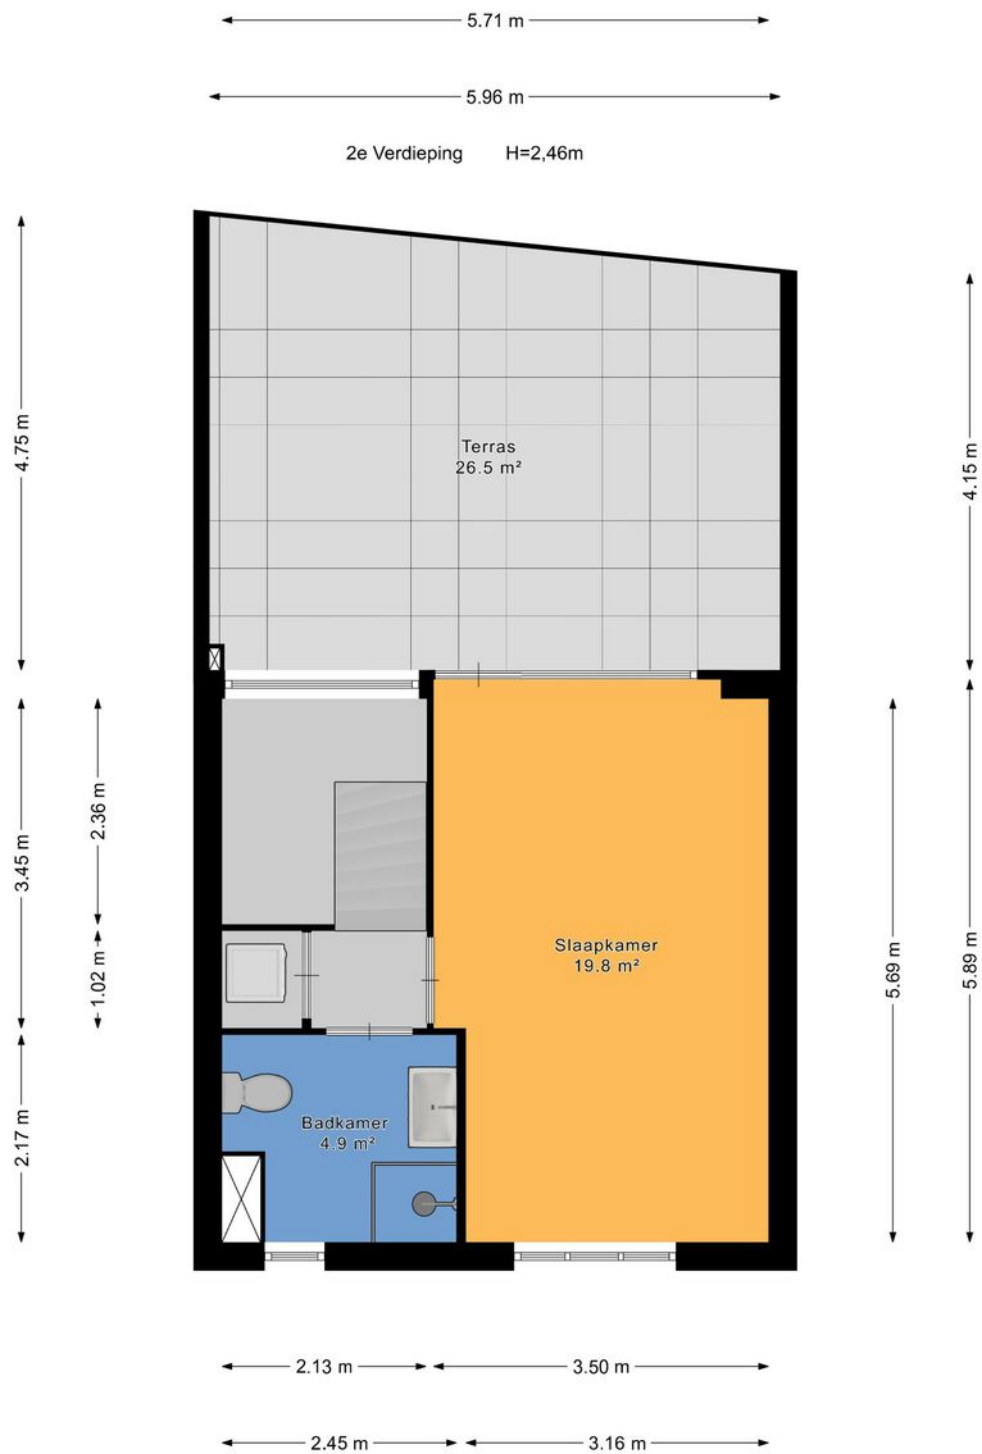 5.71 m
5.96 m
2e Verdieping H=2,46m
4.75 m
4.15 m
Terras
26.5 m²
3.45 m
2.36 m
1.02 m
Slaapkamer
19.8 m²
5.69 m
5.89 m
2.17 m
Badkamer
4.9 m²
2.13 m
3.50 m
2.45 m
3.16 m